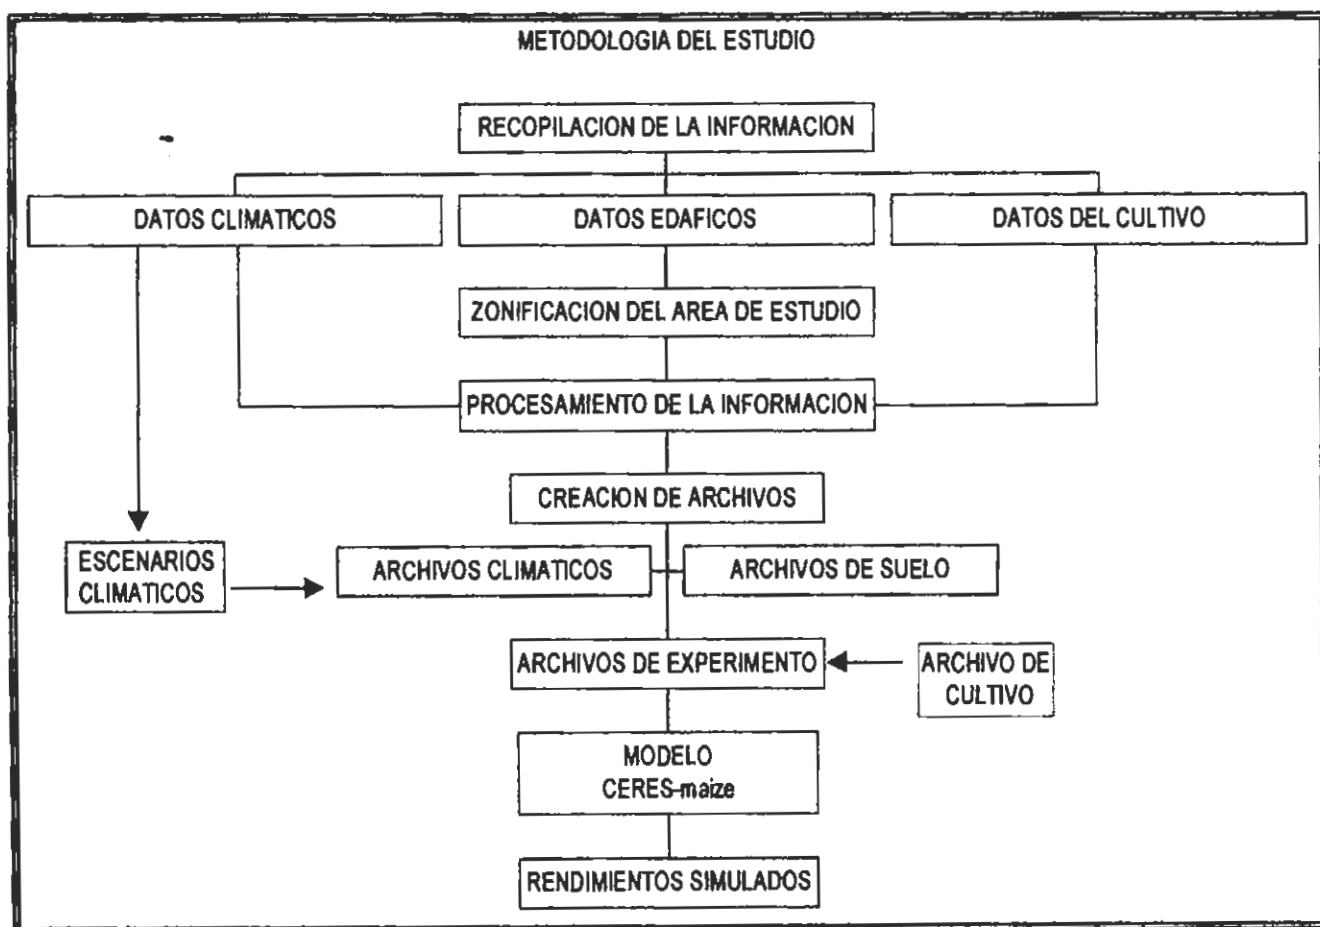 METODOLOGIA DEL ESTUDIO
RECOPILACION DE LA INFORMACION
DATOS CLIMATICOS
DATOS EDAFICOS
DATOS DEL CULTIVO
ZONIFICACION DEL AREA DE ESTUDIO
PROCESAMIENTO DE LA INFORMACION
CREACION DE ARCHIVOS
ESCENARIOS
CLIMATICOS
ARCHIVOS CLIMATICOS
ARCHIVOS DE SUELO
ARCHIVOS DE EXPERIMENTO
ARCHIVO DE
CULTIVO
MODELO
CERES-maize
RENDIMIENTOS SIMULADOS